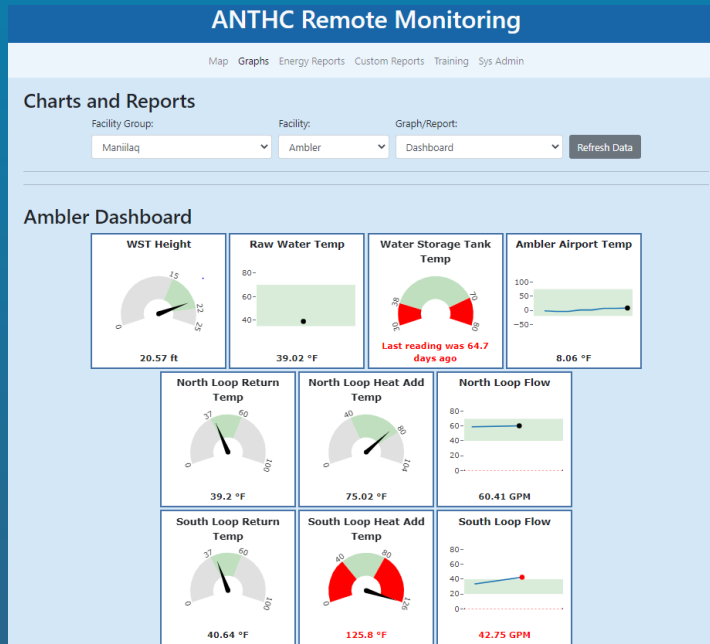 ANTHC Remote Monitoring
Map Graphs Energy Reports Custom Reports Training Sys Admin
Charts and Reports
Facility Group: Facility: Graph/Report:
Maniilaq Ambler Dashboard Refresh Data
Ambler Dashboard
WST Height
0 15 22 25
20.57 ft
Raw Water Temp
80
60
40
39.02 °F
Water Storage Tank
Temp
30 38 70 80
Last reading was 64.7
days ago
Ambler Airport Temp
100
50
0
−50
8.06 °F
North Loop Return
Temp
0 37 60 100
39.2 °F
North Loop Heat Add
Temp
0 40 80 104
75.02 °F
North Loop Flow
80
60
40
20
0
60.41 GPM
South Loop Return
Temp
0 37 60 100
40.64 °F
South Loop Heat Add
Temp
0 40 80 126
125.8 °F
South Loop Flow
80
60
40
20
0
42.75 GPM